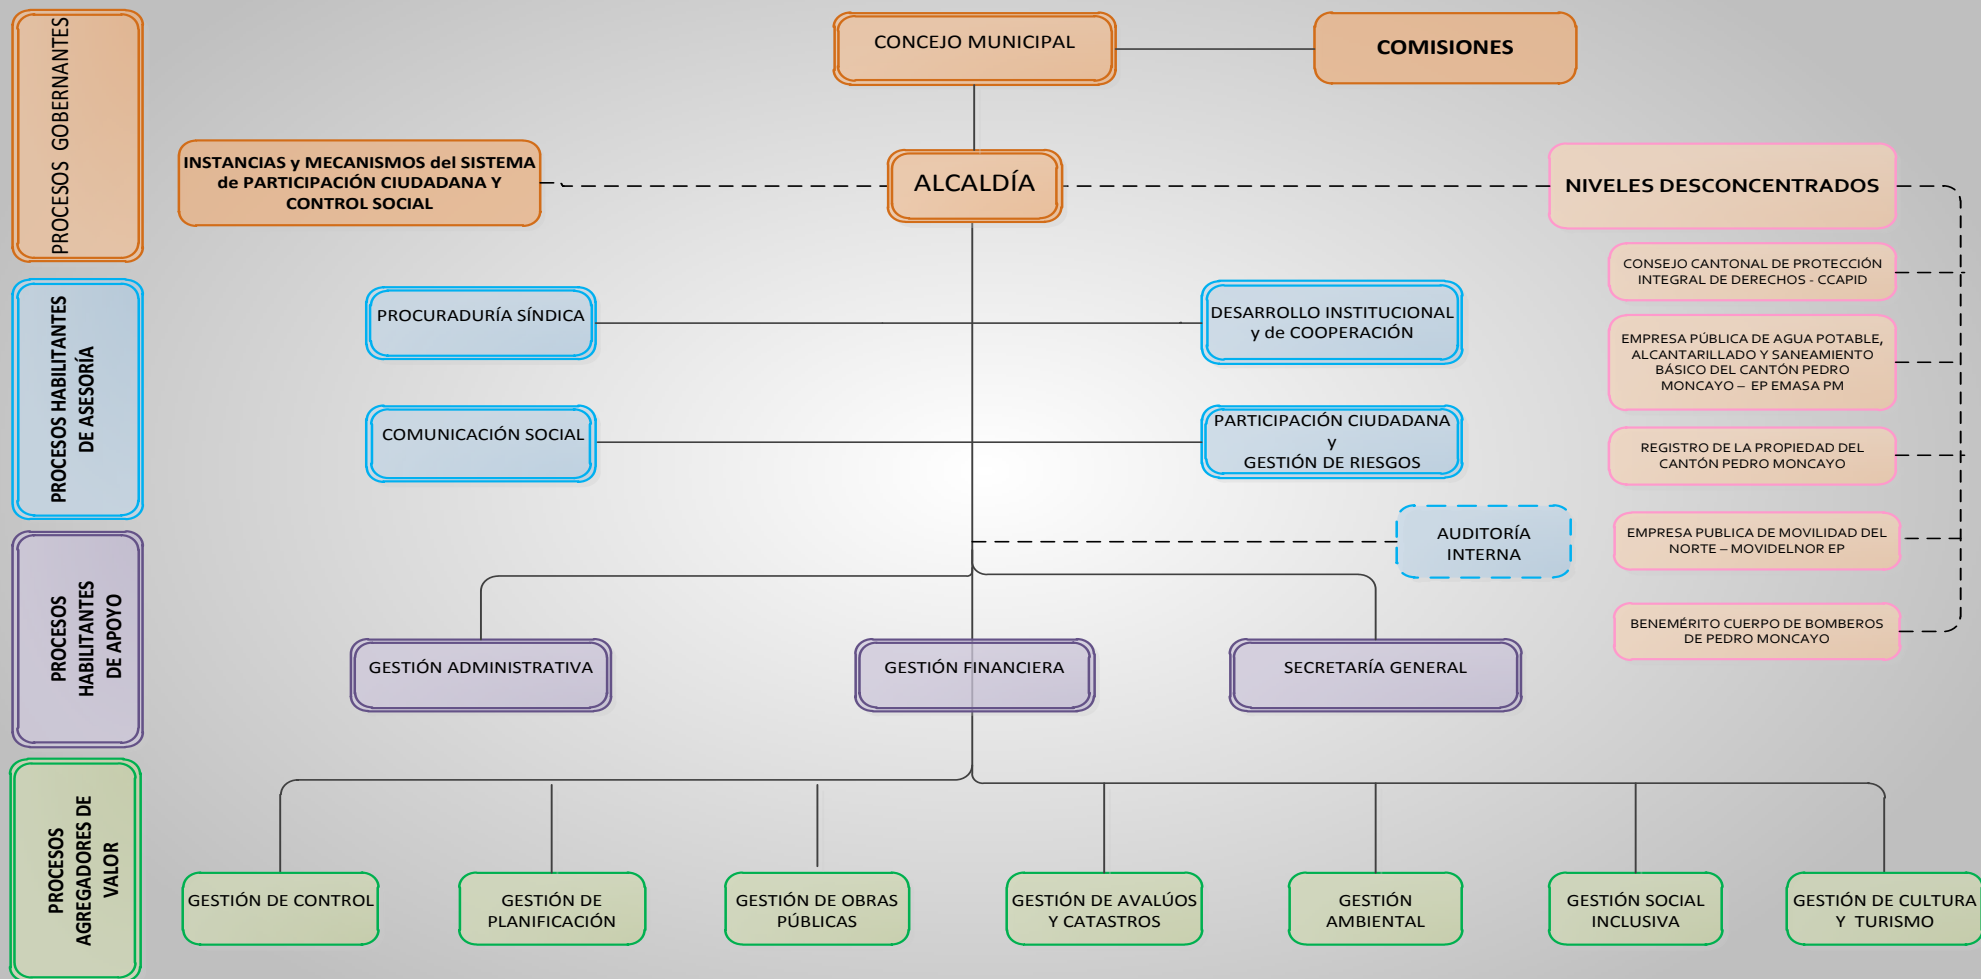 PROCESOS GOBERNANTES
CONCEJO MUNICIPAL
COMISIONES
INSTANCIAS y MECANISMOS del SISTEMA
de PARTICIPACIÓN CIUDADANA Y
CONTROL SOCIAL
ALCALDÍA
NIVELES DESCONCENTRADOS
CONSEJO CANTONAL DE PROTECCIÓN
INTEGRAL DE DERECHOS - CCAPID
EMPRESA PÚBLICA DE AGUA POTABLE,
ALCANTARILLADO Y SANEAMIENTO
BÁSICO DEL CANTÓN PEDRO
MONCAYO – EP EMASA PM
REGISTRO DE LA PROPIEDAD DEL
CANTÓN PEDRO MONCAYO
EMPRESA PUBLICA DE MOVILIDAD DEL
NORTE – MOVIDELNOR EP
BENEMÉRITO CUERPO DE BOMBEROS
DE PEDRO MONCAYO
PROCESOS HABILITANTES
DE ASESORÍA
PROCURADURÍA SÍNDICA
DESARROLLO INSTITUCIONAL
y de COOPERACIÓN
COMUNICACIÓN SOCIAL
PARTICIPACIÓN CIUDADANA
y
GESTIÓN DE RIESGOS
AUDITORÍA
INTERNA
PROCESOS
HABILITANTES
DE APOYO
GESTIÓN ADMINISTRATIVA
GESTIÓN FINANCIERA
SECRETARÍA GENERAL
PROCESOS
AGREGADORES DE
VALOR
GESTIÓN DE CONTROL
GESTIÓN DE
PLANIFICACIÓN
GESTIÓN DE OBRAS
PÚBLICAS
GESTIÓN DE AVALÚOS
Y CATASTROS
GESTIÓN
AMBIENTAL
GESTIÓN SOCIAL
INCLUSIVA
GESTIÓN DE CULTURA
Y TURISMO